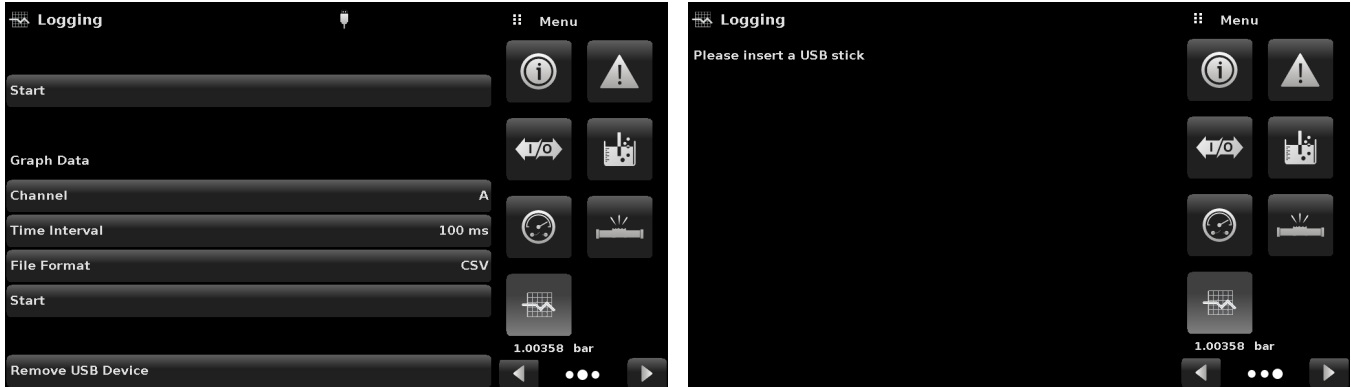 Logging
Menu
Start
I/O
Graph Data
Channel A
Time Interval 100 ms
File Format CSV
Start
1.00358 bar
Remove USB Device
Logging
Menu
Please insert a USB stick
I/O
1.00358 bar